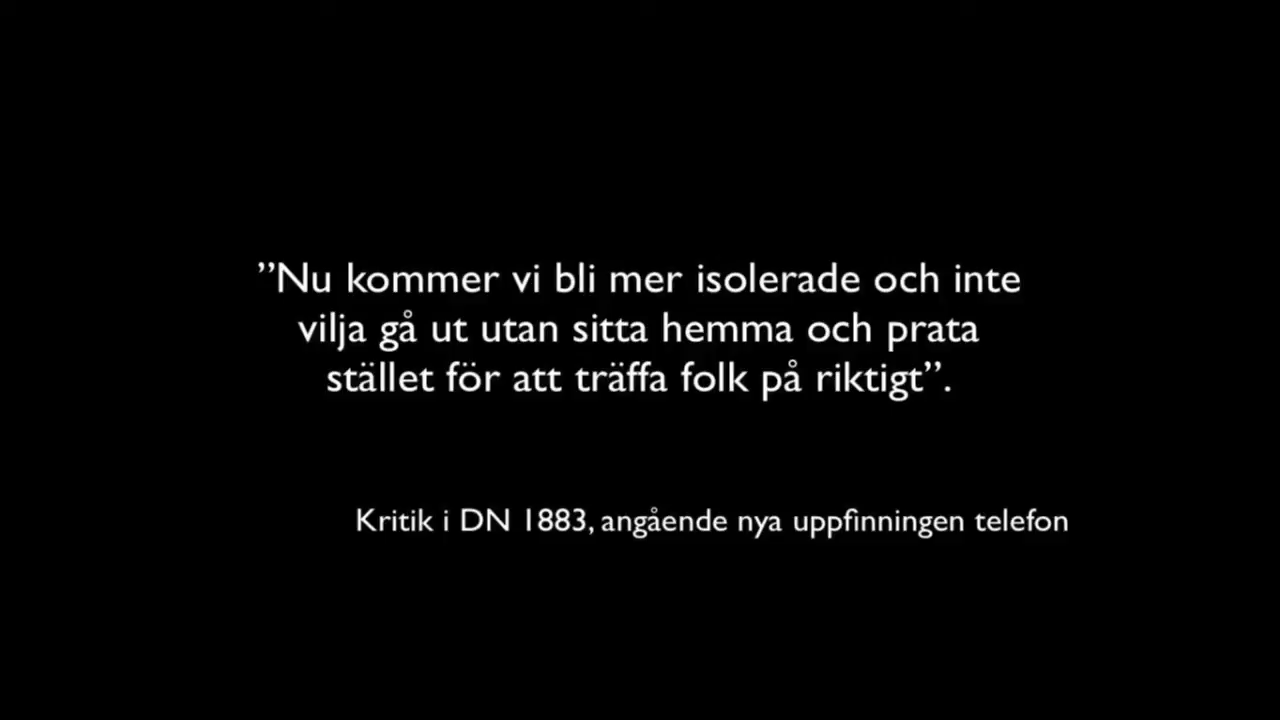 ”Nu kommer vi bli mer isolerade och inte
vilja gå ut utan sitta hemma och prata
stället för att träffa folk på riktigt”.
Kritik i DN 1883, angående nya uppfinningen telefon